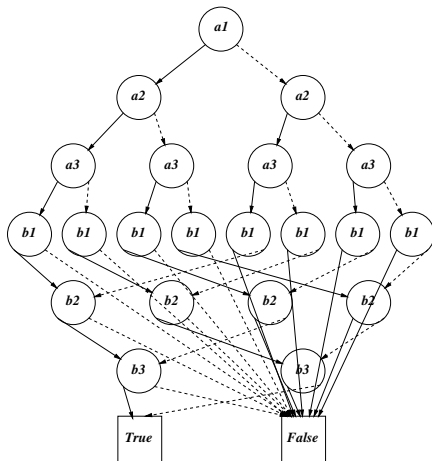 a1
a2 a2
a3 a3 a3 a3
b1 b1 b1 b1 b1 b1 b1 b1
b2 b2 b2 b2
b3 b3
True False